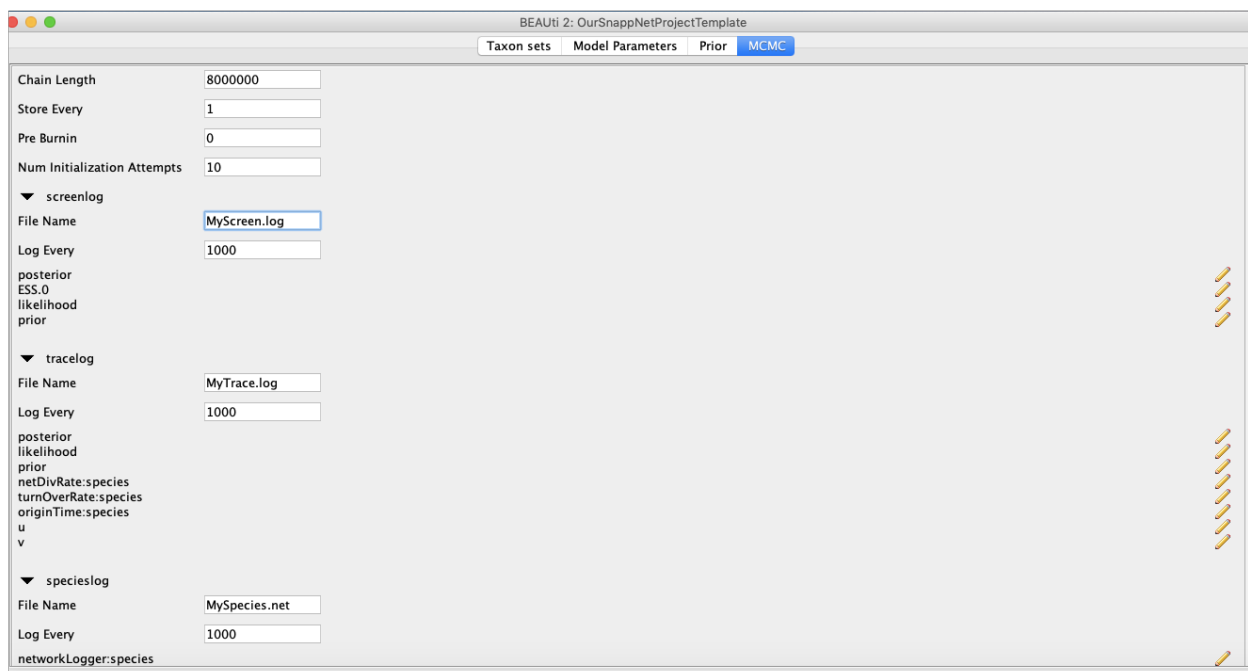 BEAUti 2: OurSnappNetProjectTemplate
Taxon sets Model Parameters Prior MCMC
Chain Length 8000000
Store Every 1
Pre Burnin 0
Num Initialization Attempts 10
screenlog
File Name MyScreen.log
Log Every 1000
posterior
ESS.0
likelihood
prior
tracelog
File Name MyTrace.log
Log Every 1000
posterior
likelihood
prior
netDivRate:species
turnOverRate:species
originTime:species
u
v
specieslog
File Name MySpecies.net
Log Every 1000
networkLogger:species